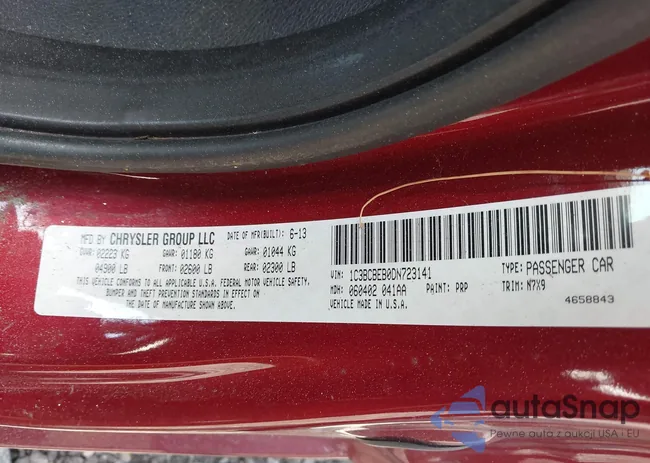 MFD BY CHRYSLER GROUP LLC DATE OF MFR(BUILT): 6-13
GVWR: 02223 KG GAWR: 01180 KG GAWR: 01044 KG
04900 LB FRONT: 02600 LB REAR: 02300 LB
THIS VEHICLE CONFORMS TO ALL APPLICABLE U.S.A. FEDERAL MOTOR VEHICLE SAFETY,
BUMPER AND THEFT PREVENTION STANDARDS IN EFFECT ON
THE DATE OF MANUFACTURE SHOWN ABOVE.
VIN: 1C3BCBEB0DN723141 TYPE: PASSENGER CAR
MDH: 060402 041AA PAINT: PRP TRIM: N7X9
VEHICLE MADE IN U.S.A. 4658843
autaSnap
Pewne auta z aukcji USA i EU